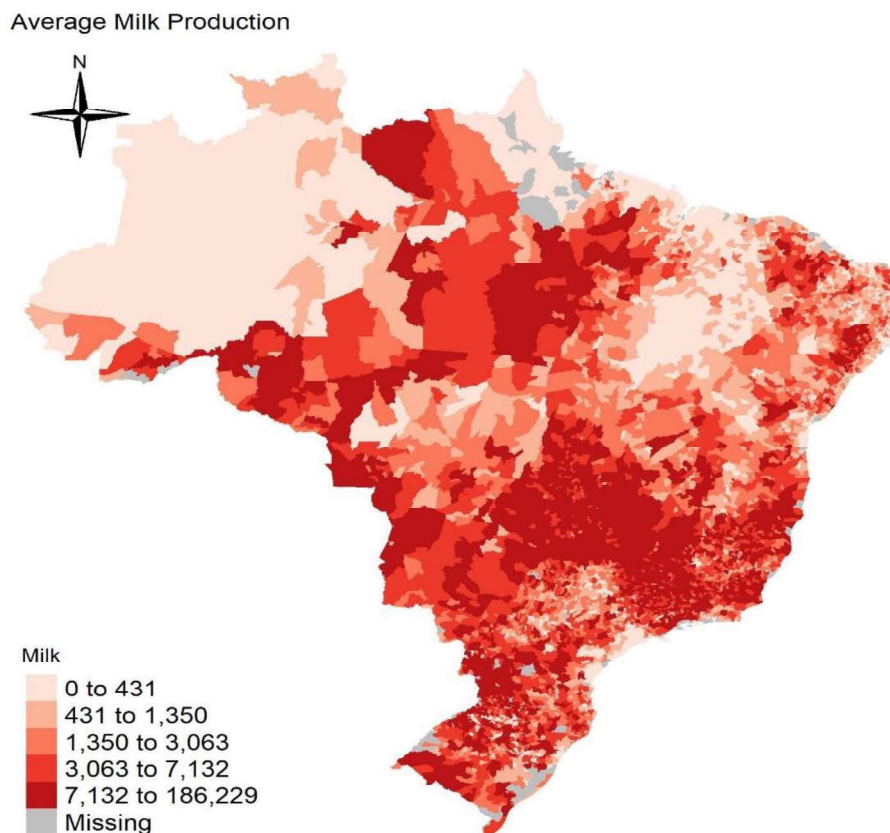 Average Milk Production
N
Milk
0 to 431
431 to 1,350
1,350 to 3,063
3,063 to 7,132
7,132 to 186,229
Missing